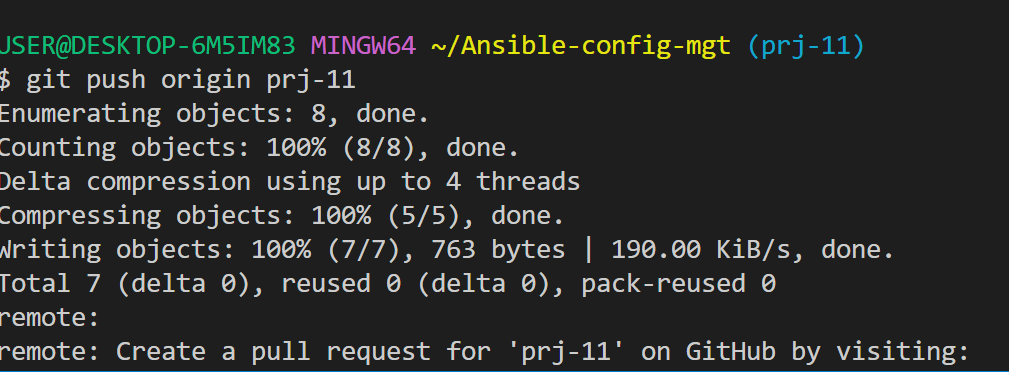 USER@DESKTOP-6M5IM83 MINGW64 ~/Ansible-config-mgt (prj-11)
$ git push origin prj-11
Enumerating objects: 8, done.
Counting objects: 100% (8/8), done.
Delta compression using up to 4 threads
Compressing objects: 100% (5/5), done.
Writing objects: 100% (7/7), 763 bytes | 190.00 KiB/s, done.
Total 7 (delta 0), reused 0 (delta 0), pack-reused 0
remote:
remote: Create a pull request for 'prj-11' on GitHub by visiting: